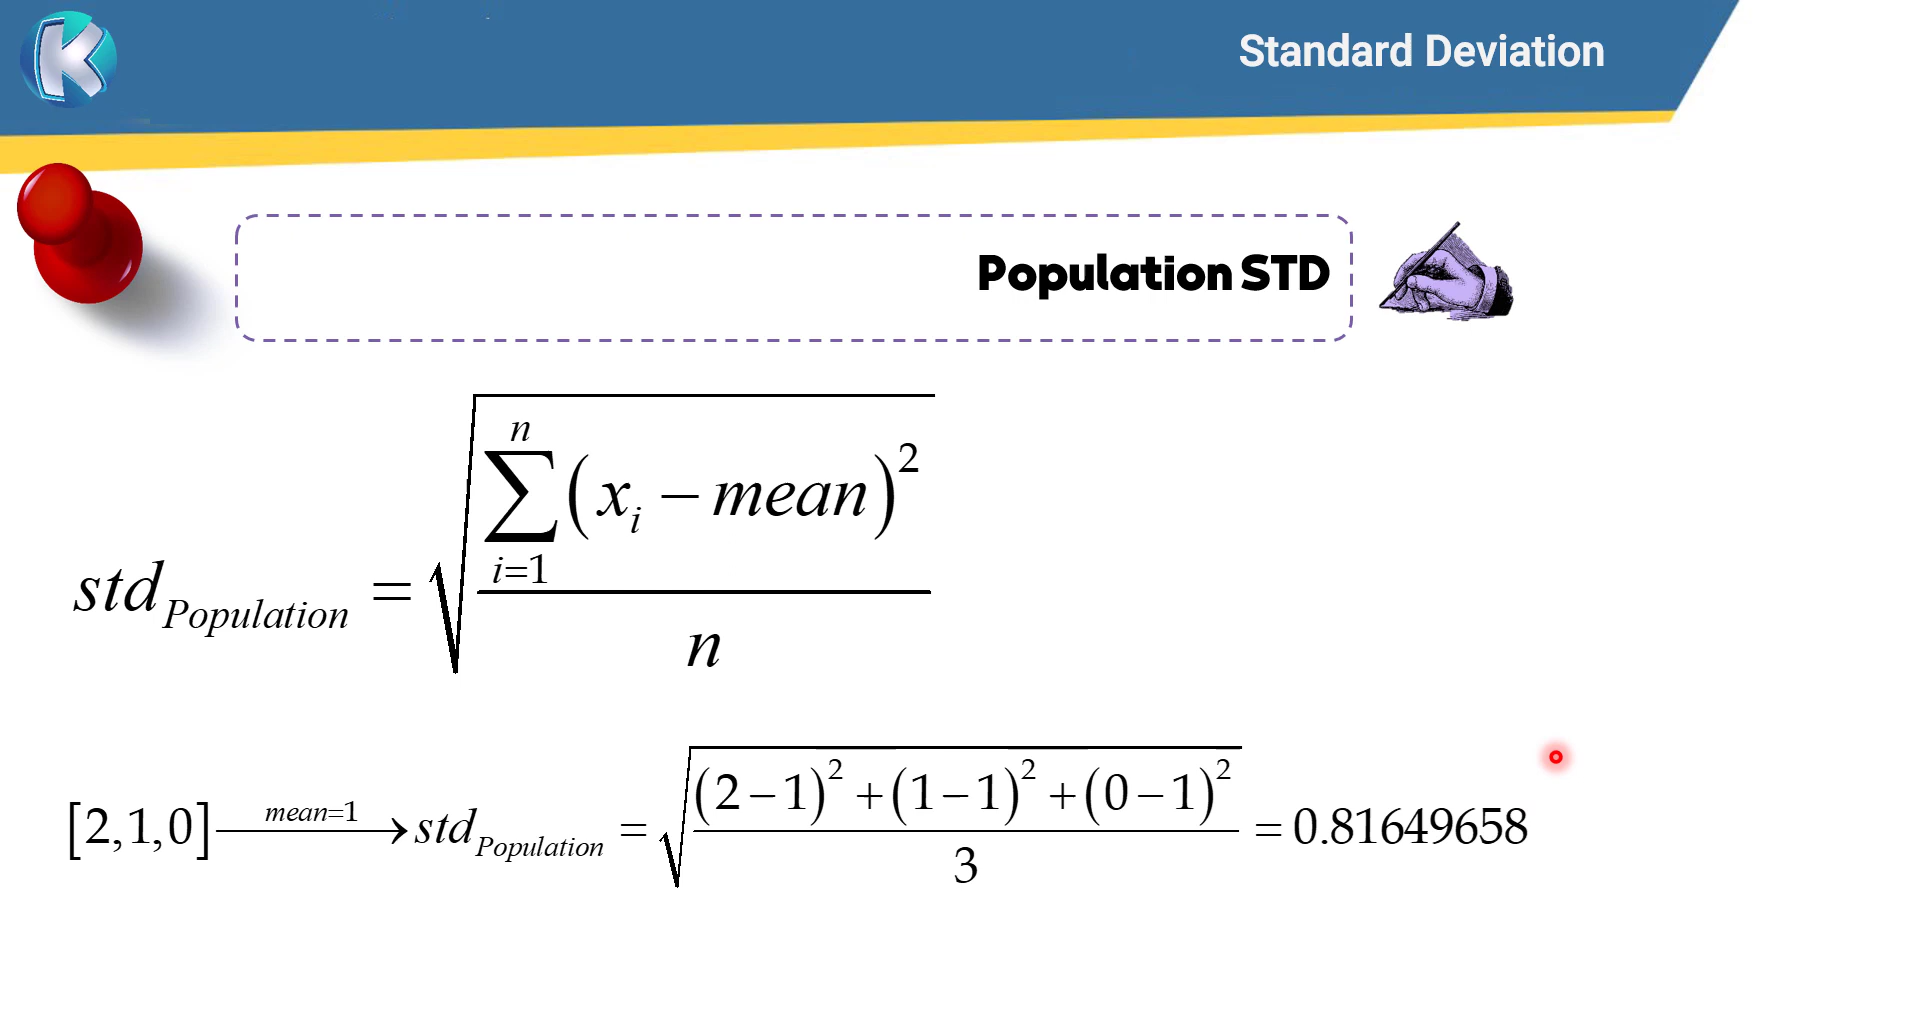 K
Standard Deviation
Population STD
std_Population = √(∑_{i=1}^{n} (x_i − mean)² / n)
[2,1,0] —mean=1→ std_Population = √(((2−1)² + (1−1)² + (0−1)²) / 3) = 0.81649658